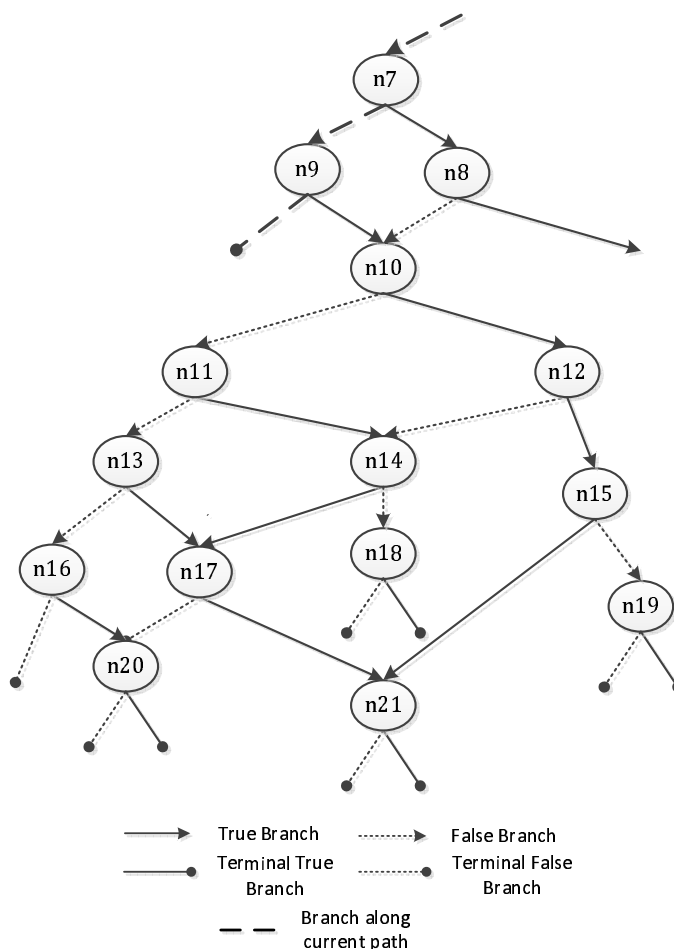 n7
n9
n8
n10
n11
n12
n13
n14
n15
n16
n17
n18
n19
n20
n21
True Branch
False Branch
Terminal True
Branch
Terminal False
Branch
Branch along
current path